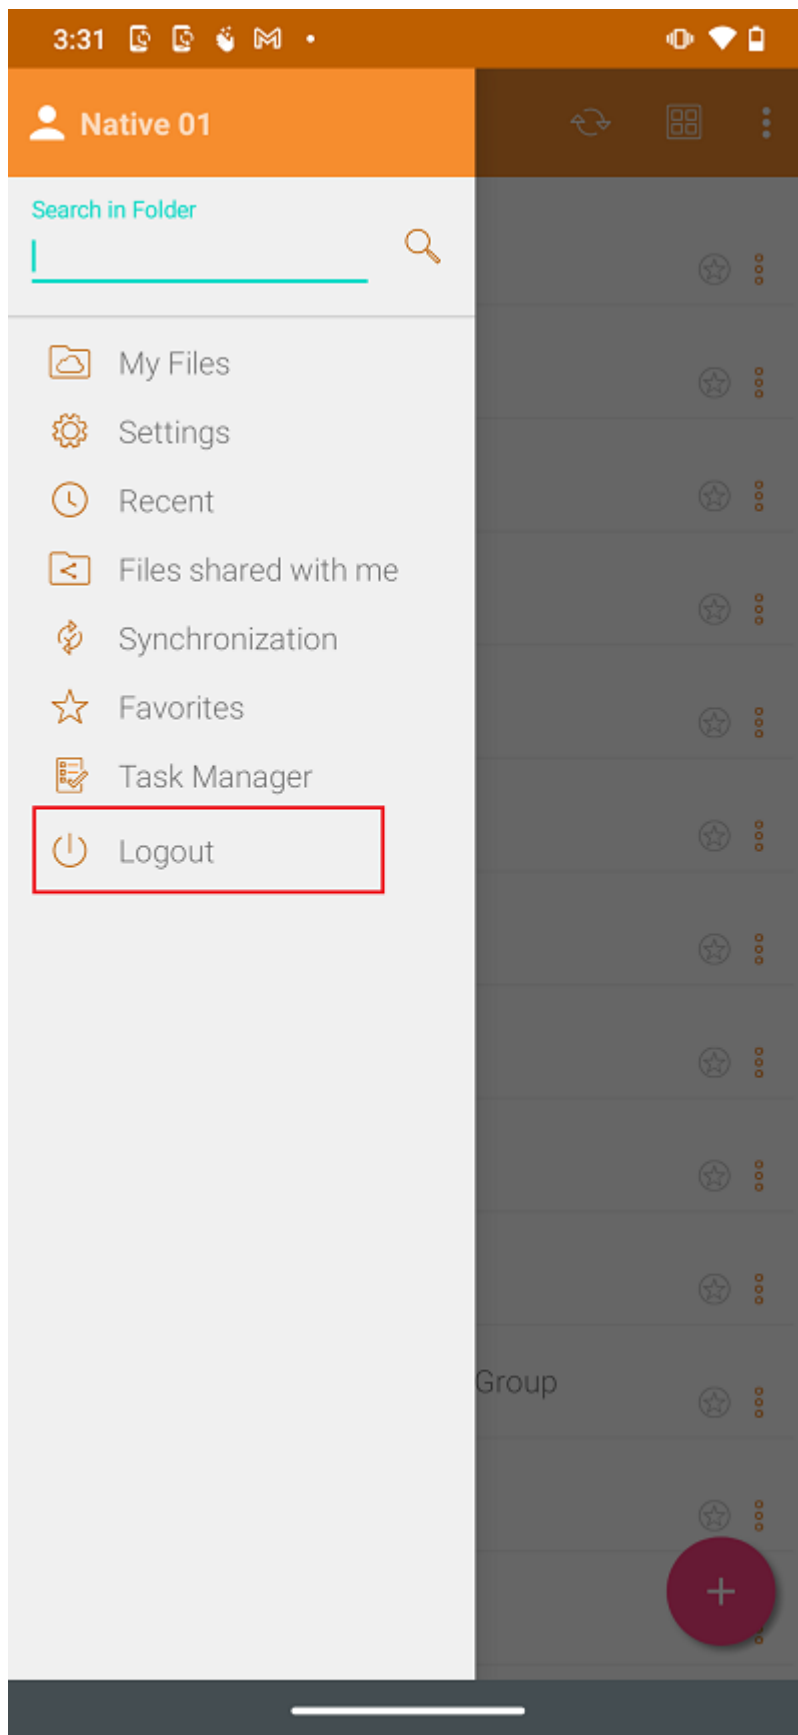 3:31
Native 01
Search in Folder
My Files
Settings
Recent
Files shared with me
Synchronization
Favorites
Task Manager
Logout
Group